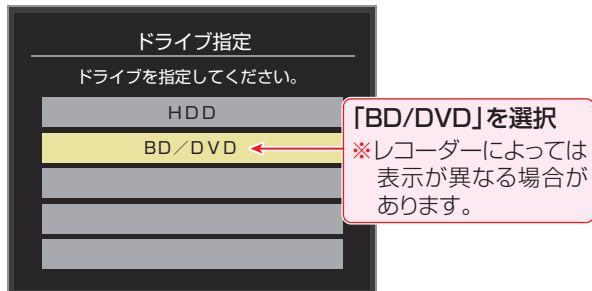 ドライブ指定
ドライブを指定してください。
HDD
BD／DVD
「BD/DVD」を選択
※レコーダーによっては
表示が異なる場合が
あります。